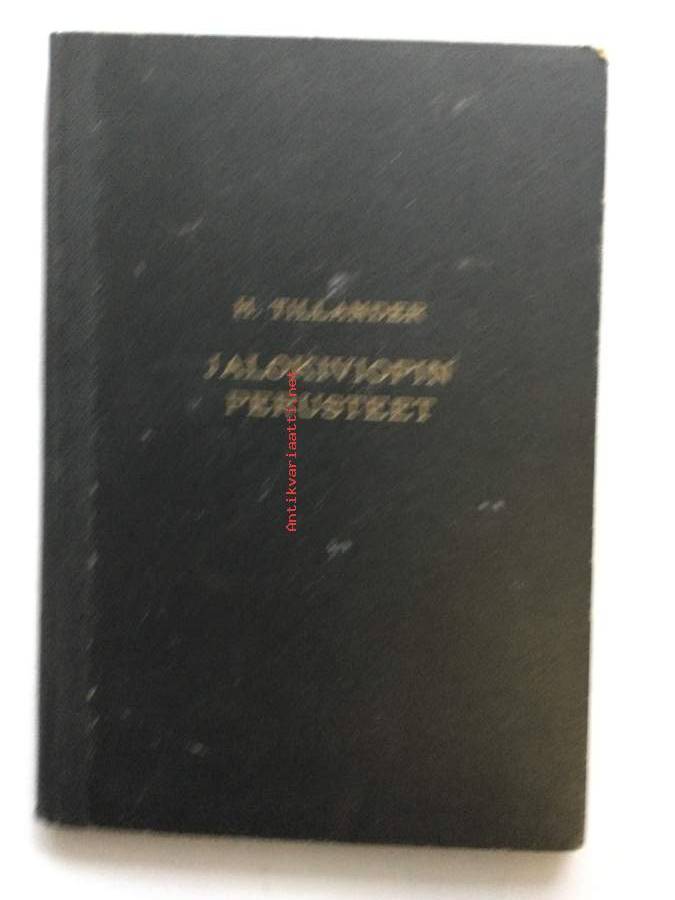 H. TILLANDER
JALOKIVIOPIN
PERUSTEET
Antikvariaatti.net